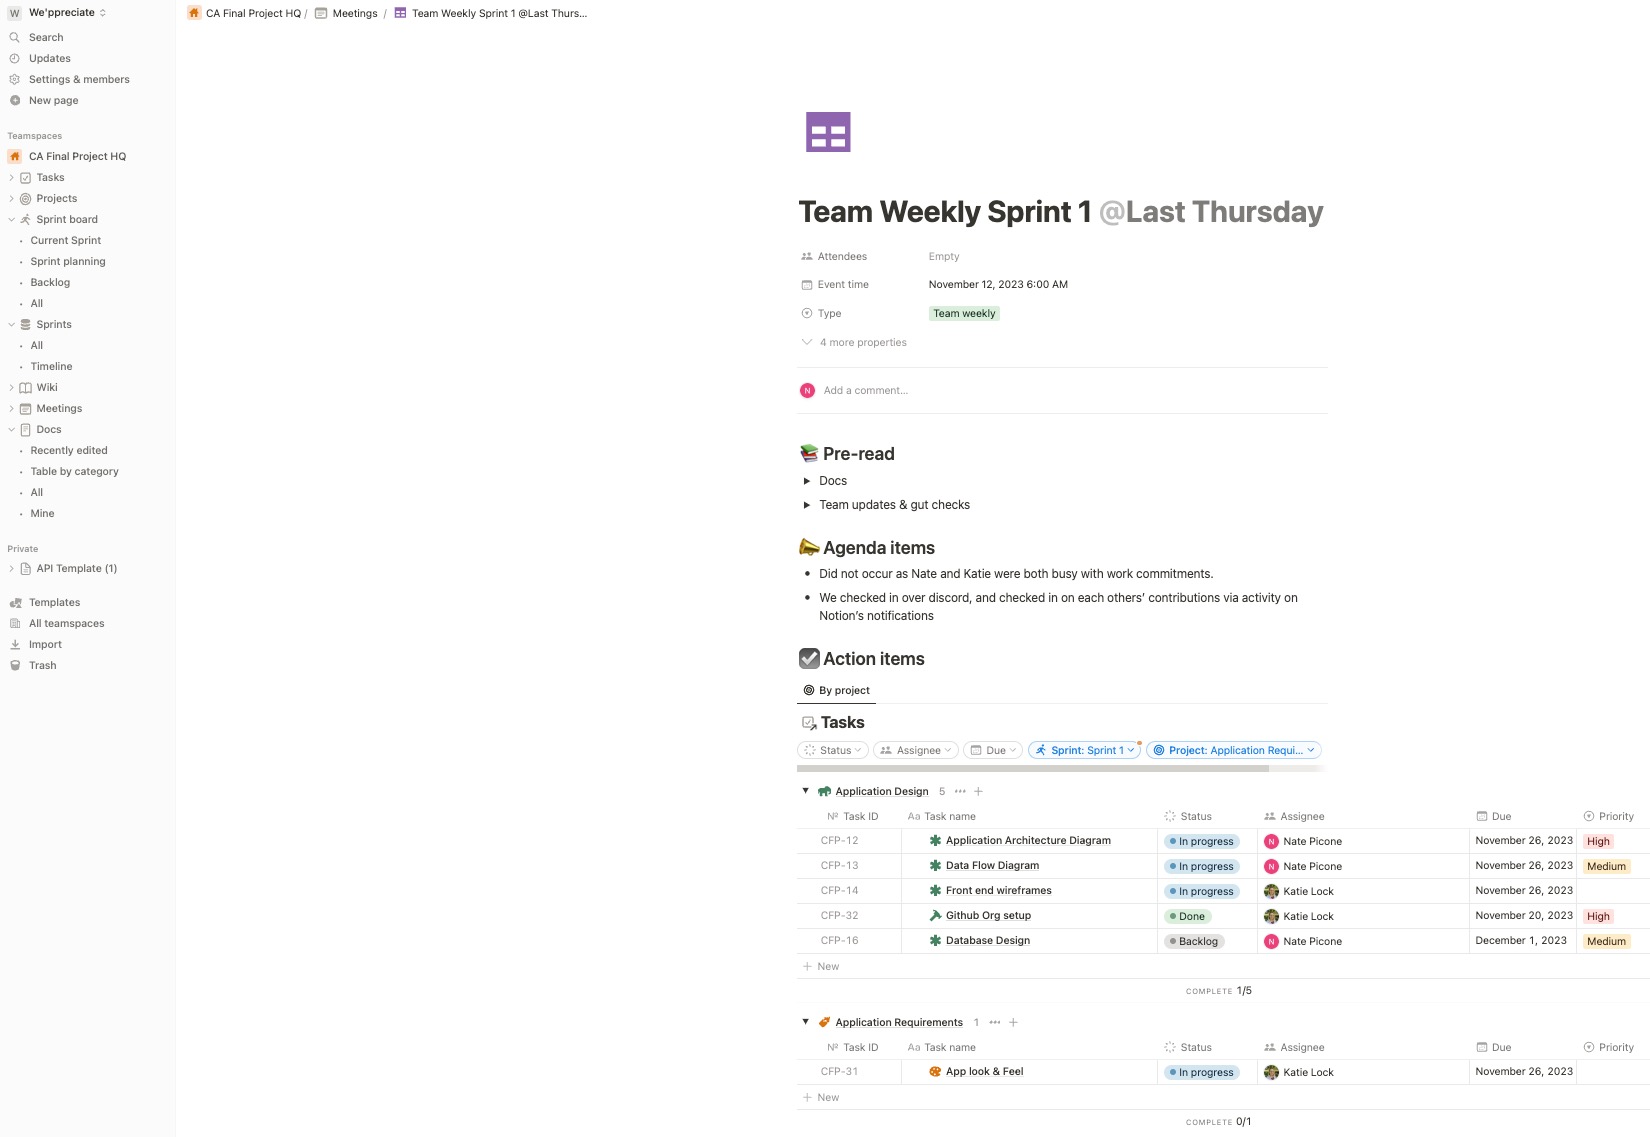 W We'ppreciate
Search
Updates
Settings & members
New page
Teamspaces
CA Final Project HQ
Tasks
Projects
Sprint board
Current Sprint
Sprint planning
Backlog
All
Sprints
All
Timeline
Wiki
Meetings
Docs
Recently edited
Table by category
All
Mine
Private
API Template (1)
Templates
All teamspaces
Import
Trash
CA Final Project HQ / Meetings / Team Weekly Sprint 1 @Last Thurs...
Team Weekly Sprint 1 @Last Thursday
Attendees Empty
Event time November 12, 2023 6:00 AM
Type Team weekly
4 more properties
N Add a comment...
Pre-read
Docs
Team updates & gut checks
Agenda items
• Did not occur as Nate and Katie were both busy with work commitments.
• We checked in over discord, and checked in on each others’ contributions via activity on
Notion’s notifications
Action items
By project
Tasks
Status Assignee Due Sprint: Sprint 1 Project: Application Requi...
Application Design 5 ... +
Nº Task ID Aa Task name Status Assignee Due Priority
CFP-12 Application Architecture Diagram In progress N Nate Picone November 26, 2023 High
CFP-13 Data Flow Diagram In progress N Nate Picone November 26, 2023 Medium
CFP-14 Front end wireframes In progress Katie Lock November 26, 2023
CFP-32 Github Org setup Done Katie Lock November 20, 2023 High
CFP-16 Database Design Backlog N Nate Picone December 1, 2023 Medium
+ New
COMPLETE 1/5
Application Requirements 1 ... +
Nº Task ID Aa Task name Status Assignee Due Priority
CFP-31 App look & Feel In progress Katie Lock November 26, 2023
+ New
COMPLETE 0/1